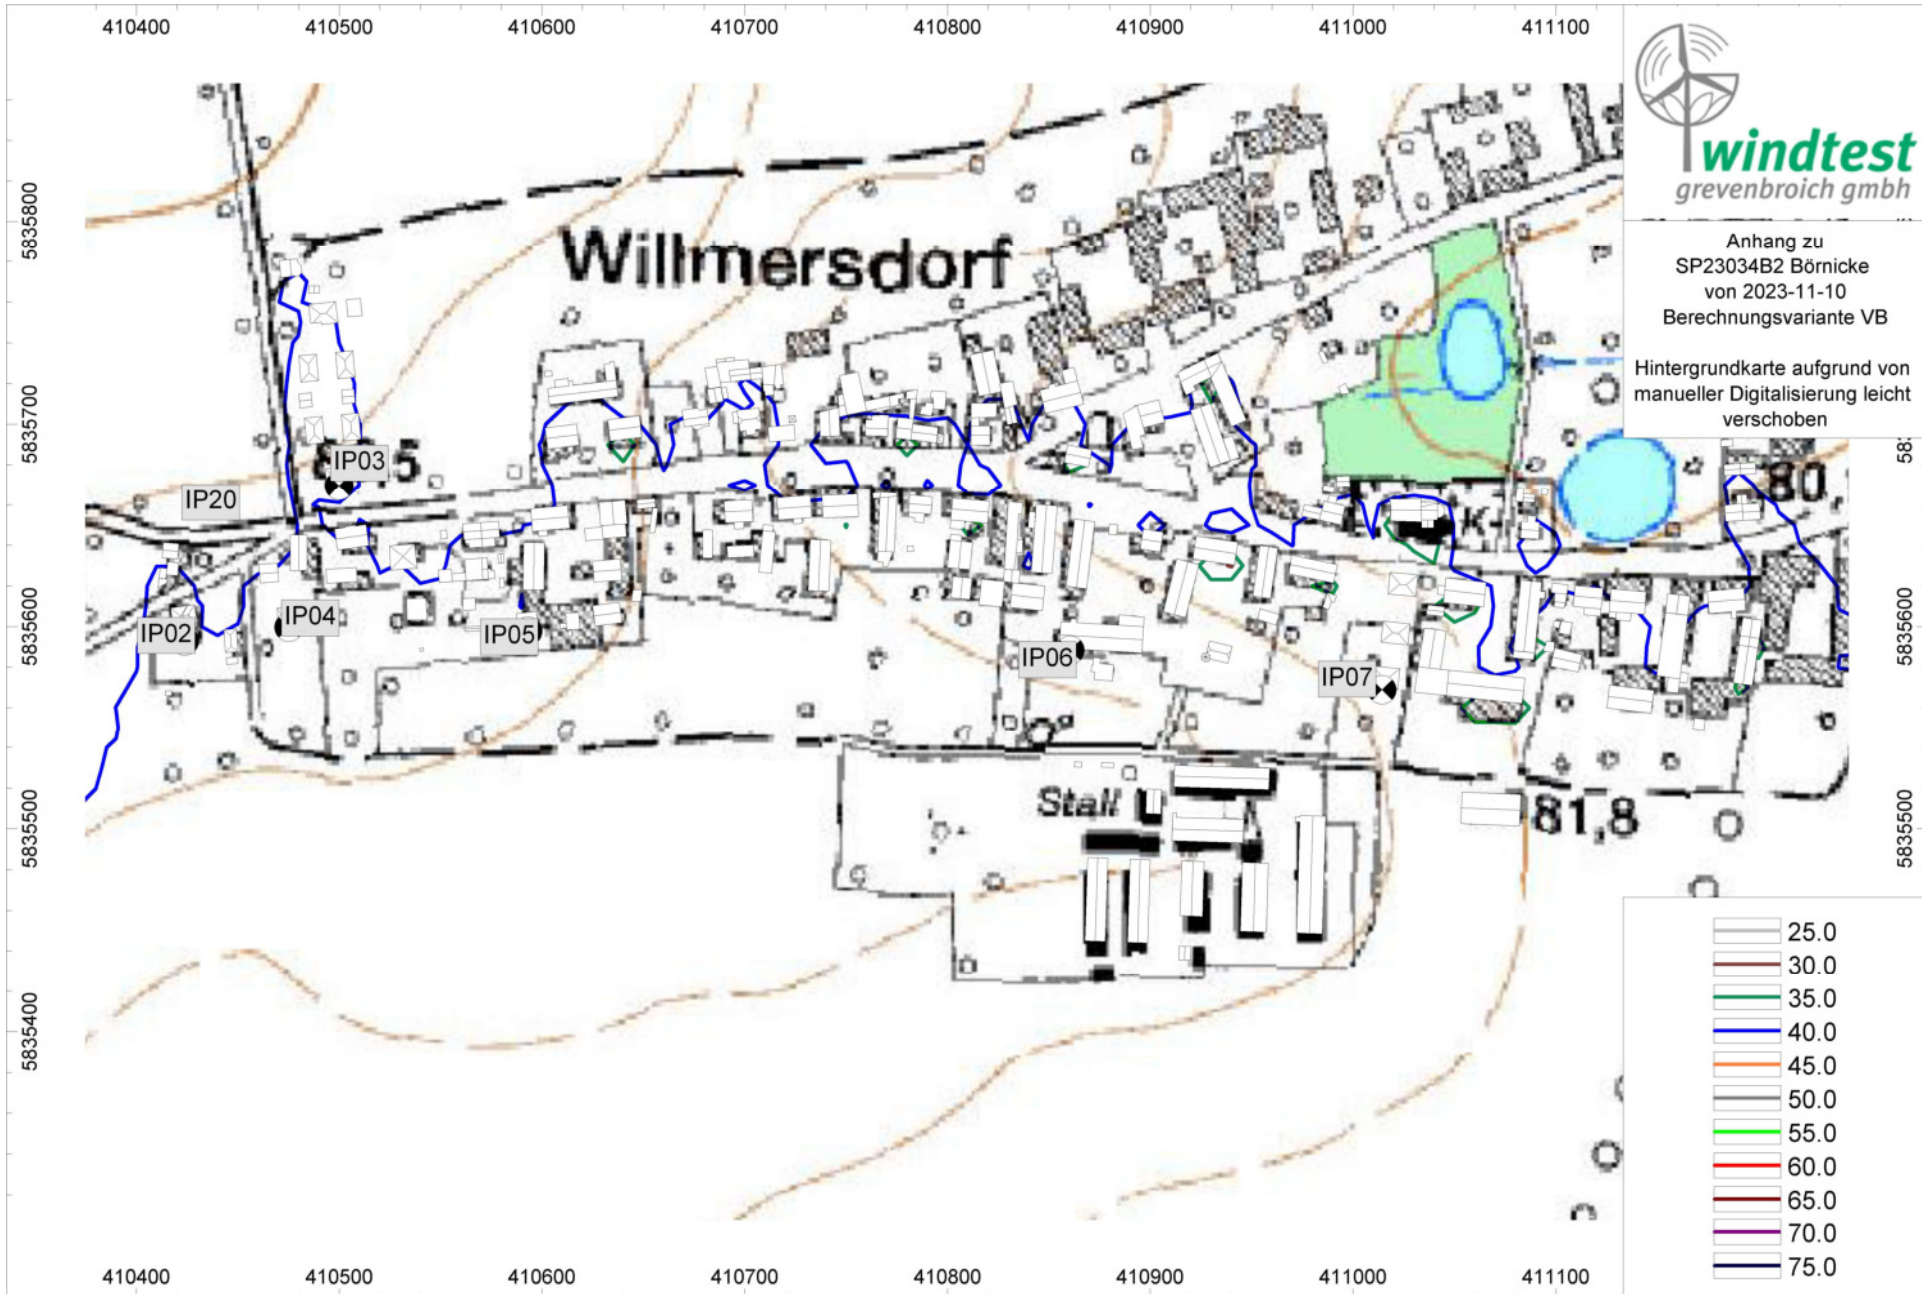 410400 410500 410600 410700 410800 410900 411000 411100
windtest
grevenbroich gmbh
Anhang zu
SP23034B2 Börnicke
von 2023-11-10
Berechnungsvariante VB
Hintergrundkarte aufgrund von
manueller Digitalisierung leicht
verschoben
5835800
5835700
5835600
5835500
5835400
Willmersdorf
IP03
5
IP20
IP02
IP04
IP05
IP06
IP07
K
80
Stall
81,8
5835600
5835500
25.0
30.0
35.0
40.0
45.0
50.0
55.0
60.0
65.0
70.0
75.0
410400 410500 410600 410700 410800 410900 411000 411100